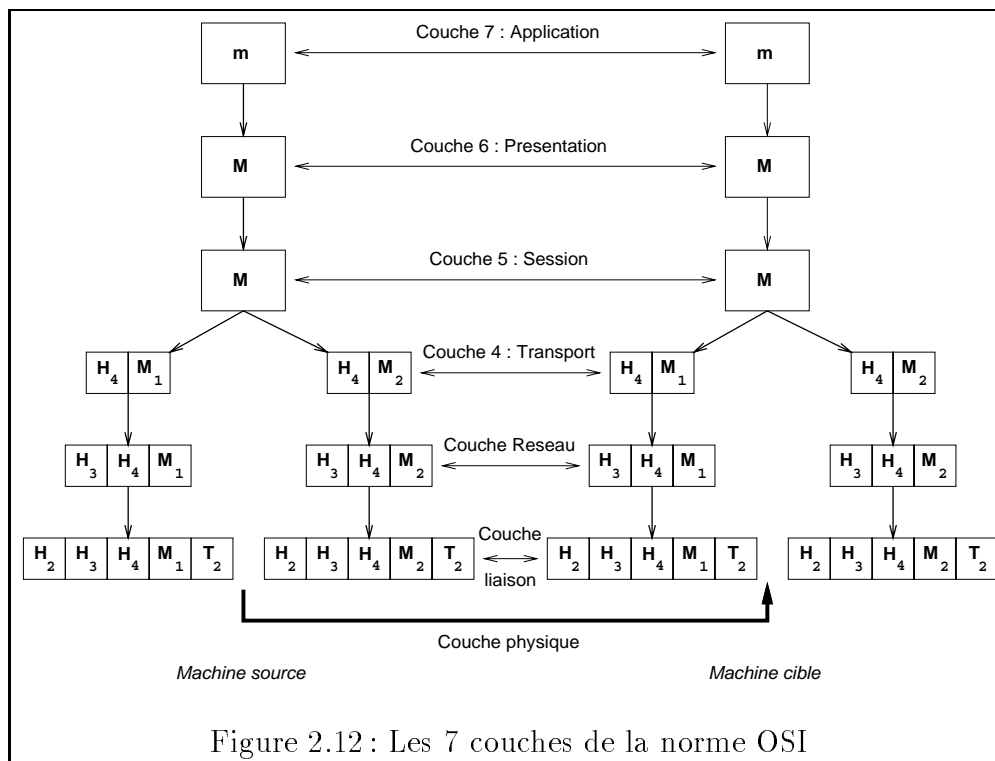 m Couche 7 : Application m
M Couche 6 : Presentation M
M Couche 5 : Session M
H4 M1 H4 M2 Couche 4 : Transport H4 M1 H4 M2
H3 H4 M1 H3 H4 M2 Couche Reseau H3 H4 M1 H3 H4 M2
H2 H3 H4 M1 T2 H2 H3 H4 M2 T2 Couche liaison H2 H3 H4 M1 T2 H2 H3 H4 M2 T2
Couche physique
Machine source Machine cible
Figure 2.12 : Les 7 couches de la norme OSI